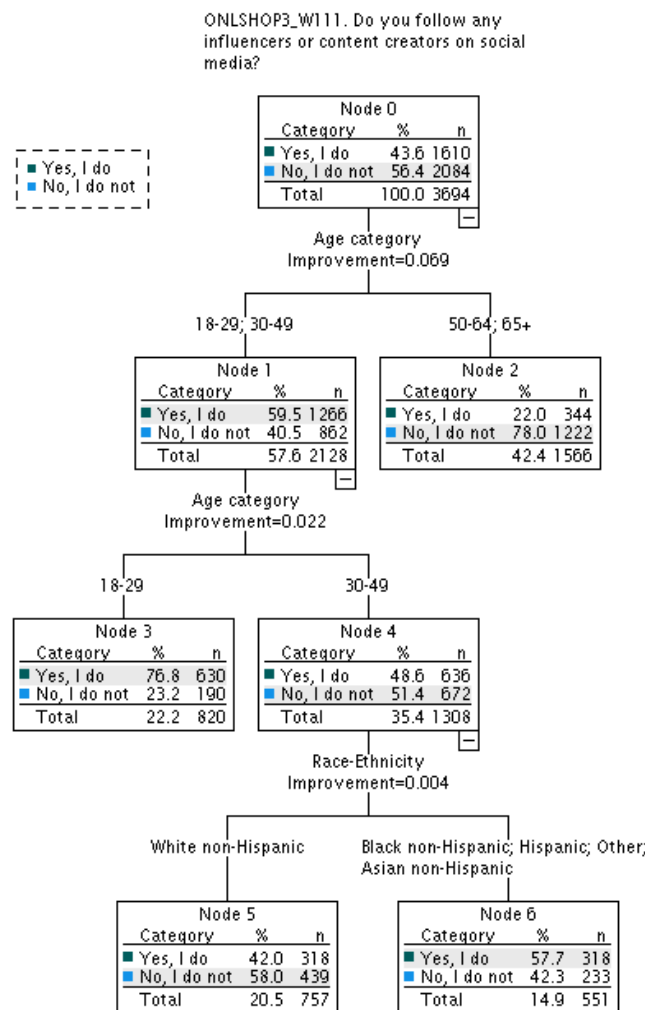 ONLSHOP3_W111. Do you follow any
influencers or content creators on social
media?
Yes, I do
No, I do not
Node 0
Category % n
Yes, I do 43.6 1610
No, I do not 56.4 2084
Total 100.0 3694
Age category
Improvement=0.069
18-29; 30-49
50-64; 65+
Node 1
Category % n
Yes, I do 59.5 1266
No, I do not 40.5 862
Total 57.6 2128
Node 2
Category % n
Yes, I do 22.0 344
No, I do not 78.0 1222
Total 42.4 1566
Age category
Improvement=0.022
18-29
30-49
Node 3
Category % n
Yes, I do 76.8 630
No, I do not 23.2 190
Total 22.2 820
Node 4
Category % n
Yes, I do 48.6 636
No, I do not 51.4 672
Total 35.4 1308
Race-Ethnicity
Improvement=0.004
White non-Hispanic
Black non-Hispanic; Hispanic; Other;
Asian non-Hispanic
Node 5
Category % n
Yes, I do 42.0 318
No, I do not 58.0 439
Total 20.5 757
Node 6
Category % n
Yes, I do 57.7 318
No, I do not 42.3 233
Total 14.9 551